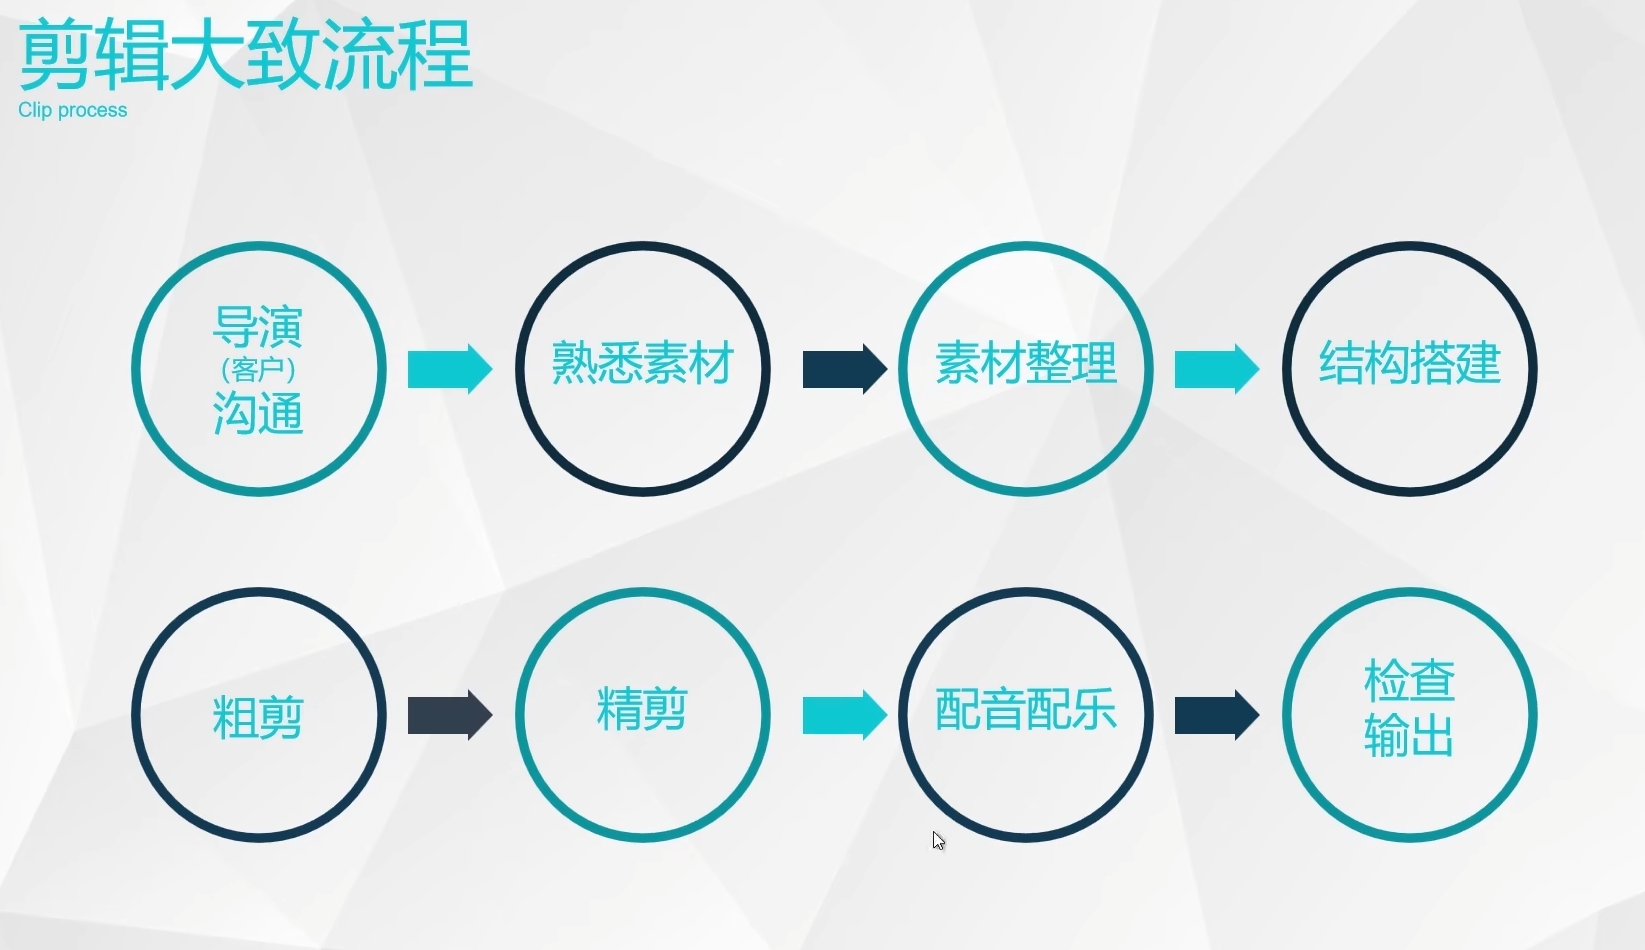 剪辑大致流程
Clip process
导演
(客户)
沟通
熟悉素材
素材整理
结构搭建
粗剪
精剪
配音配乐
检查
输出